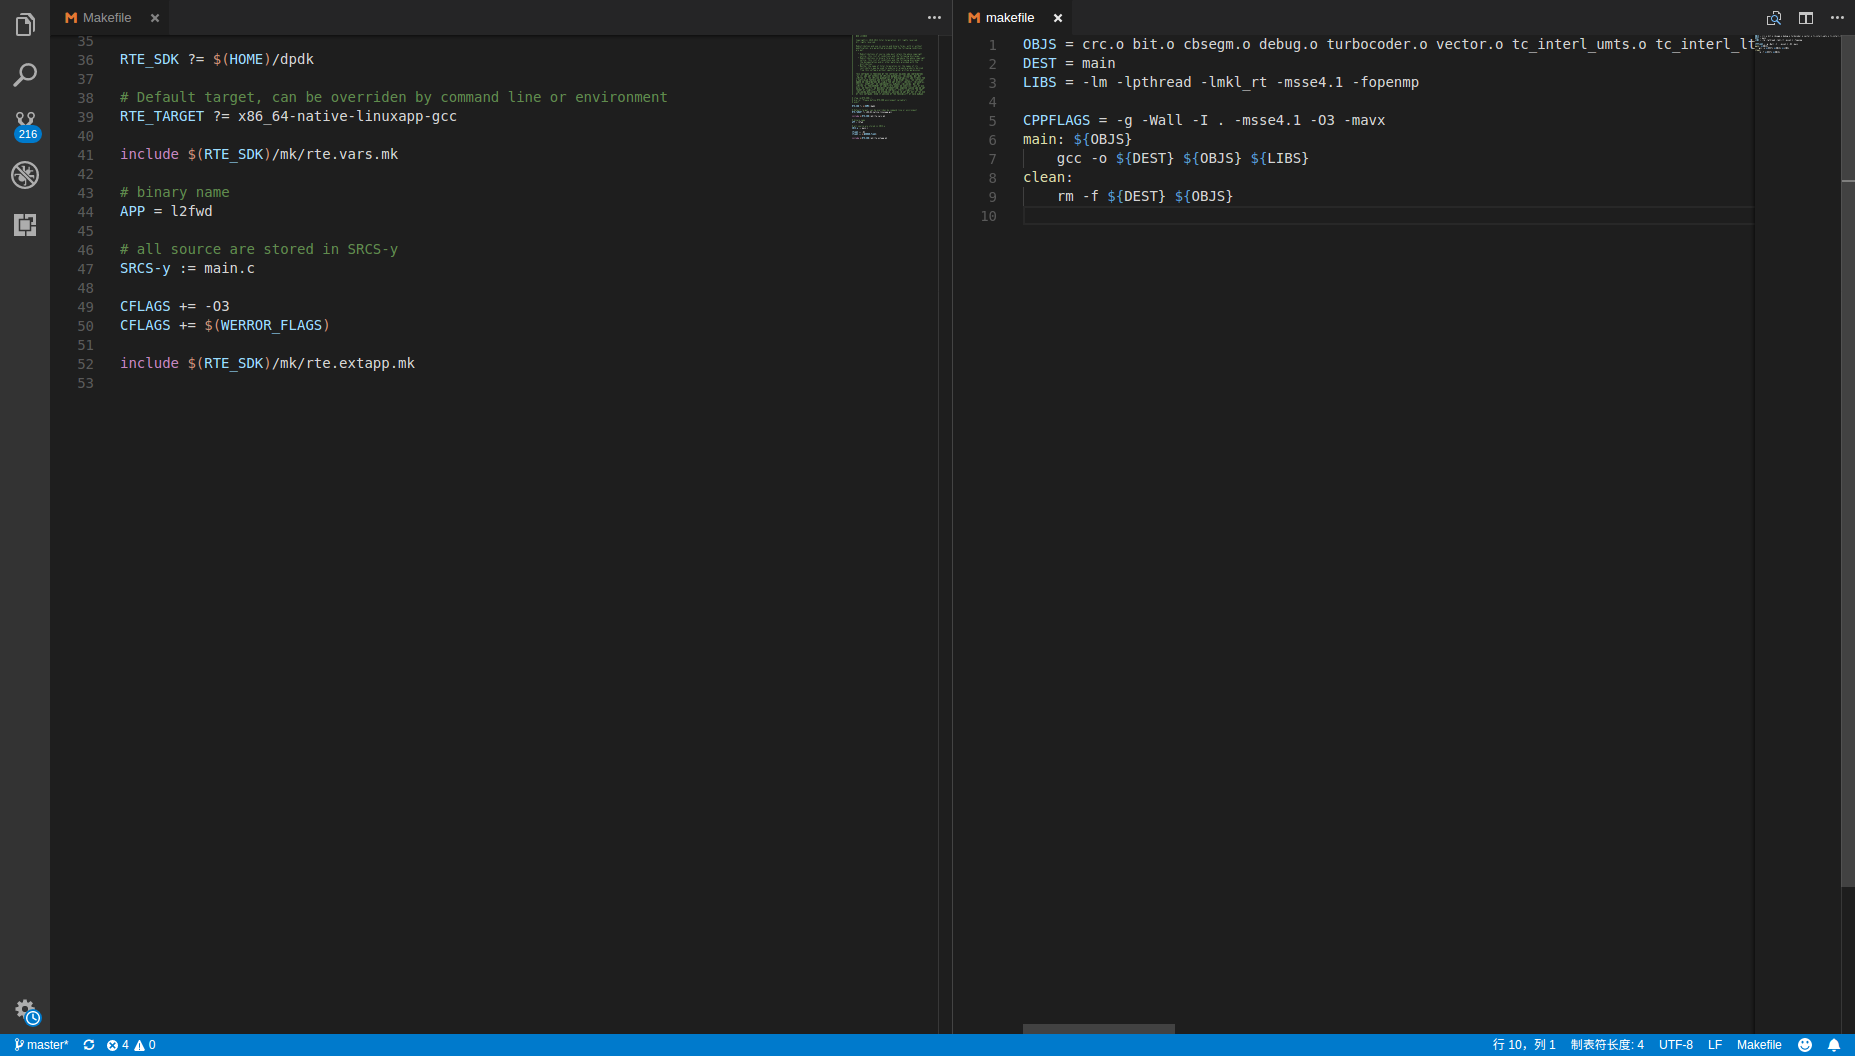 Makefile
35
36 RTE_SDK ?= $(HOME)/dpdk
37
38 # Default target, can be overriden by command line or environment
39 RTE_TARGET ?= x86_64-native-linuxapp-gcc
40
41 include $(RTE_SDK)/mk/rte.vars.mk
42
43 # binary name
44 APP = l2fwd
45
46 # all source are stored in SRCS-y
47 SRCS-y := main.c
48
49 CFLAGS += -O3
50 CFLAGS += $(WERROR_FLAGS)
51
52 include $(RTE_SDK)/mk/rte.extapp.mk
53
makefile
1 OBJS = crc.o bit.o cbsegm.o debug.o turbocoder.o vector.o tc_interl_umts.o tc_interl_lt
2 DEST = main
3 LIBS = -lm -lpthread -lmkl_rt -msse4.1 -fopenmp
4
5 CPPFLAGS = -g -Wall -I . -msse4.1 -O3 -mavx
6 main: ${OBJS}
7 gcc -o ${DEST} ${OBJS} ${LIBS}
8 clean:
9 rm -f ${DEST} ${OBJS}
10
216
master* 4 0 行 10，列 1 制表符长度: 4 UTF-8 LF Makefile